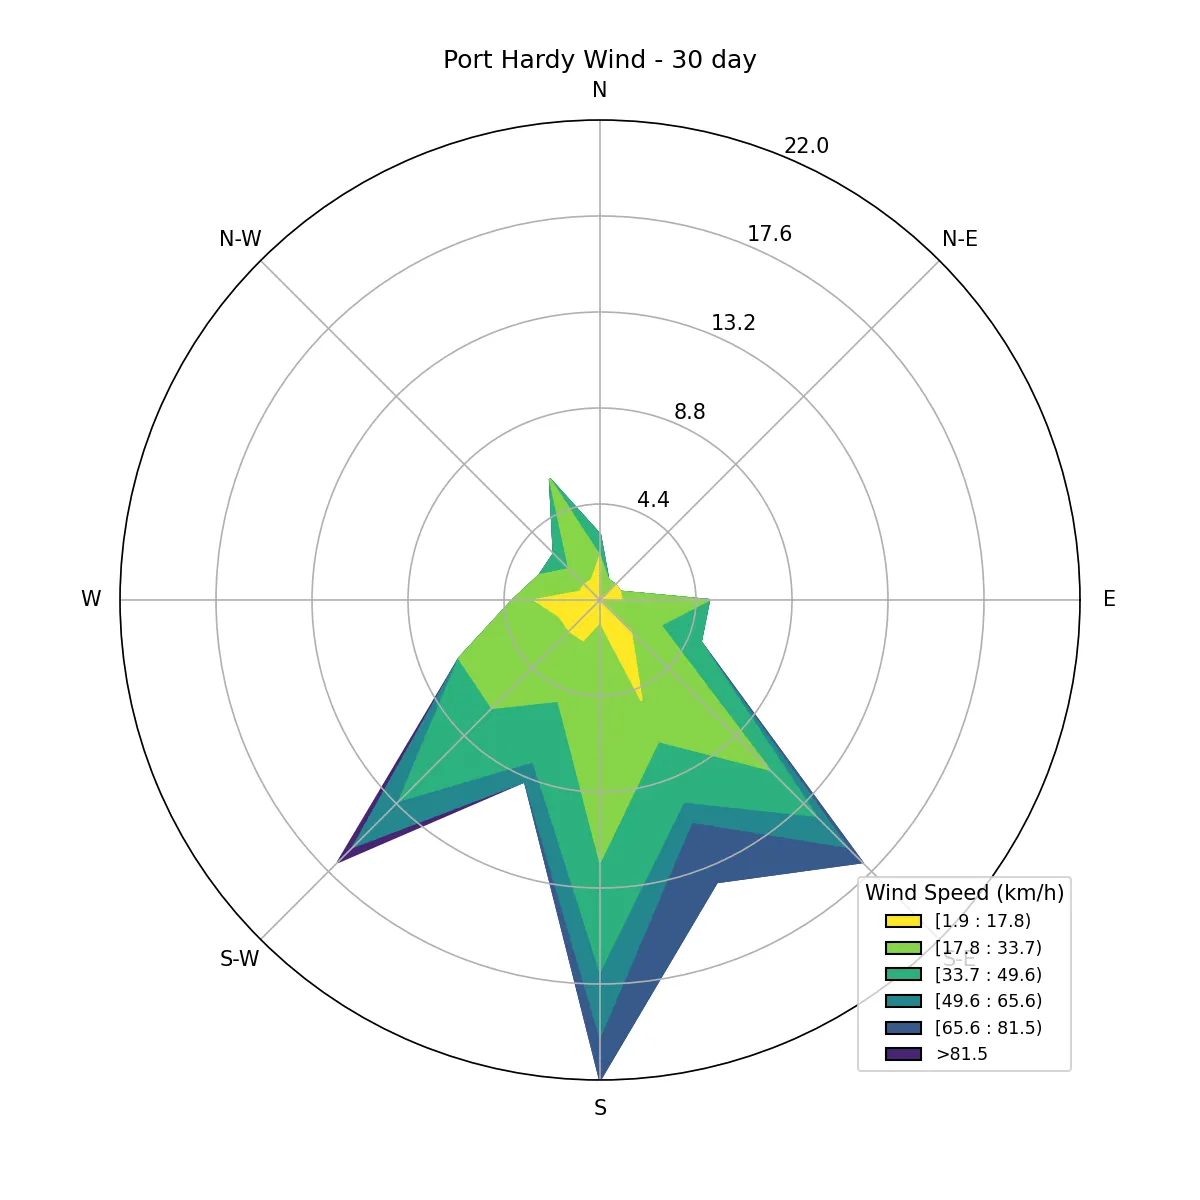 Port Hardy Wind - 30 day
N
22.0
N-W
N-E
17.6
13.2
8.8
4.4
W
E
S-W
S-E
S
Wind Speed (km/h)
[1.9 : 17.8)
[17.8 : 33.7)
[33.7 : 49.6)
[49.6 : 65.6)
[65.6 : 81.5)
>81.5